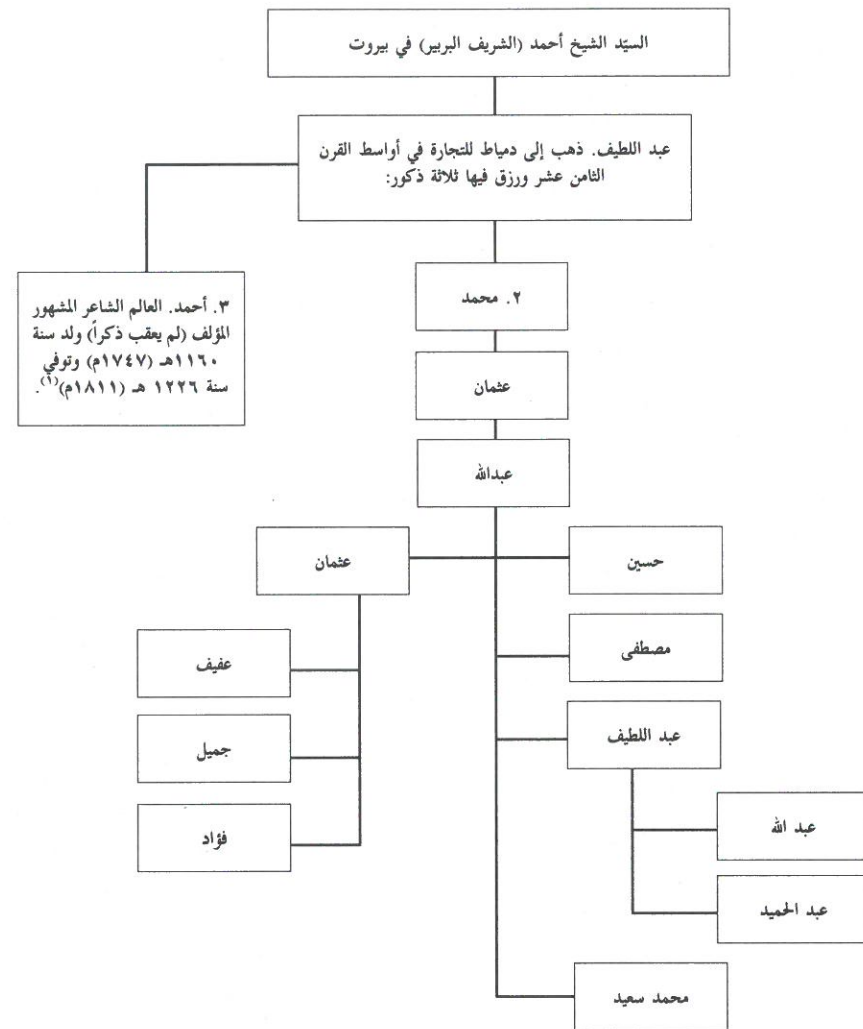 السيّد الشيخ أحمد (الشريف البربير) في بيروت
عبد اللطيف. ذهب إلى دمياط للتجارة في أواسط القرن
الثامن عشر ورزق فيها ثلاثة ذكور:
٢. محمد
٣. أحمد. العالم الشاعر المشهور
المؤلف (لم يعقب ذكراً) ولد سنة
١١٦٠هـ (١٧٤٧م) وتوفي
سنة ١٢٢٦ هـ (١٨١١م)(١).
عثمان
عبدالله
حسين
عثمان
مصطفى
عفيف
عبد اللطيف
جميل
عبد الله
فؤاد
عبد الحميد
محمد سعيد